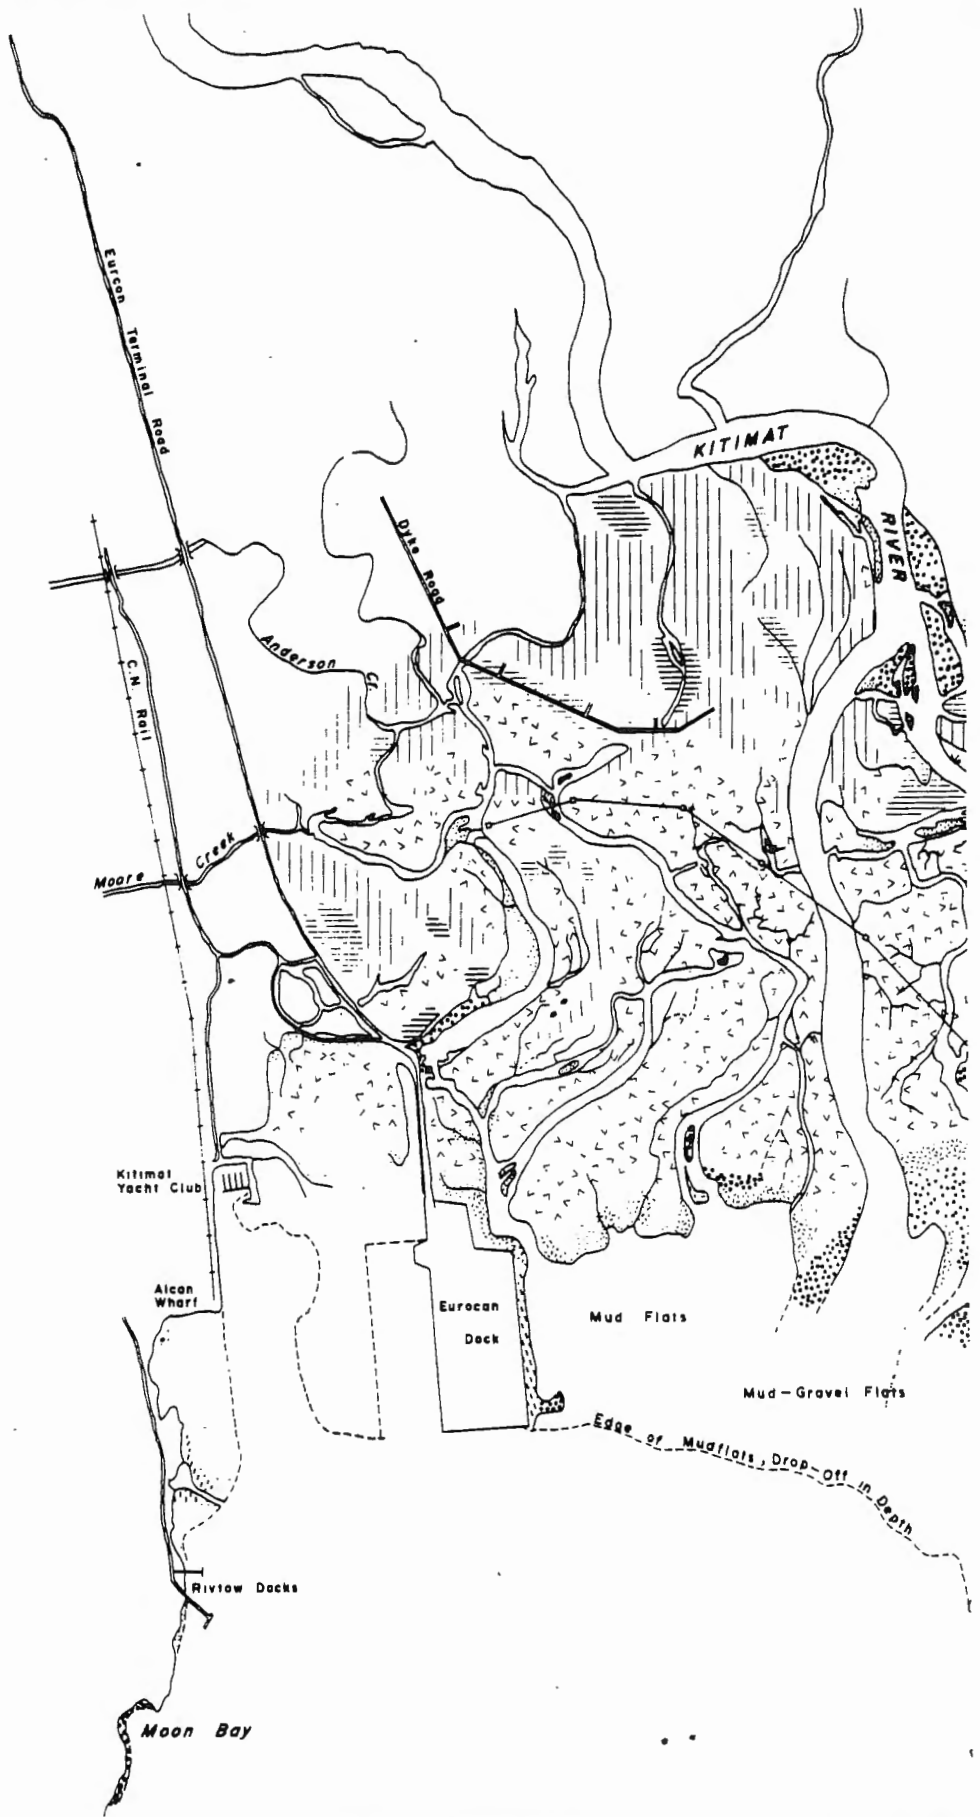 Eurcan Terminal Road
KITIMAT
RIVER
Dyke Road
Anderson Cr.
C.N. Rail
Moore Creek
Kitimat
Yacht Club
Alcan
Wharf
Eurocan
Dock
Mud Flats
Mud-Gravel Flats
Edge of Mudflats, Drop-Off in Depth
Rivtow Docks
Moon Bay